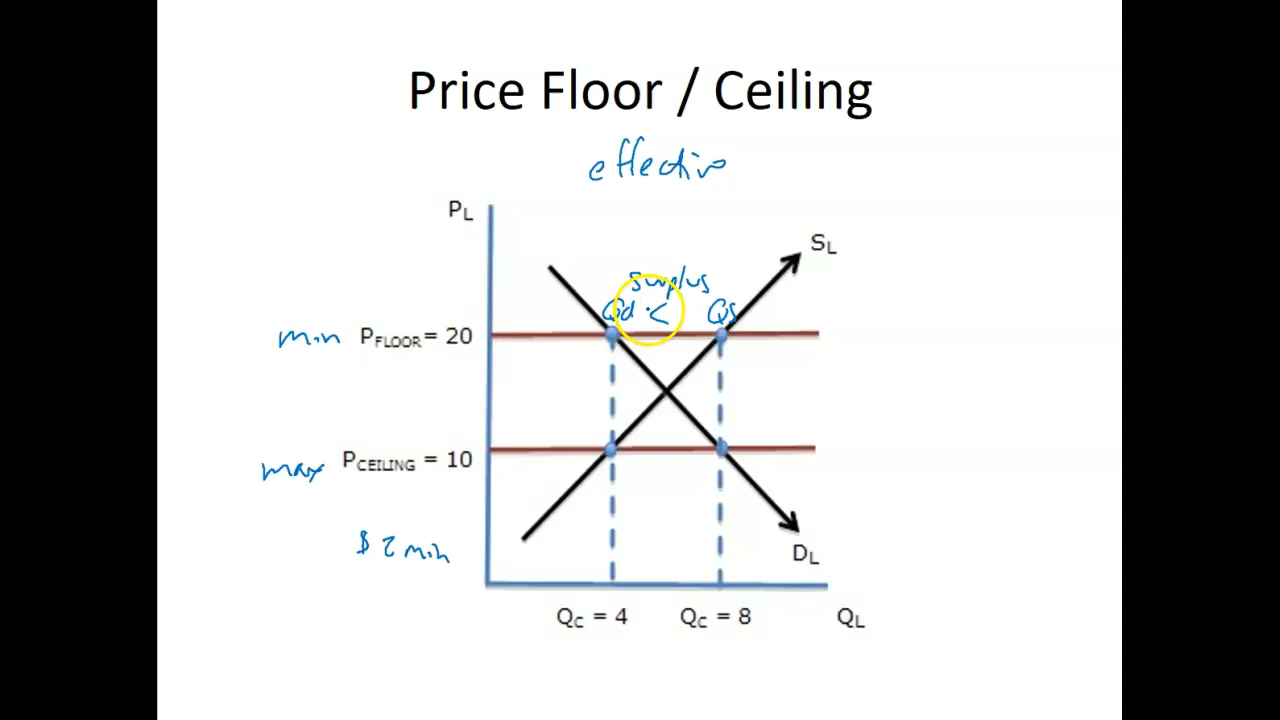 Price Floor / Ceiling
effective
PL
SL
surplus
Qd < Qs
min PFLOOR = 20
max PCEILING = 10
$2 min
DL
QC = 4 QC = 8 QL